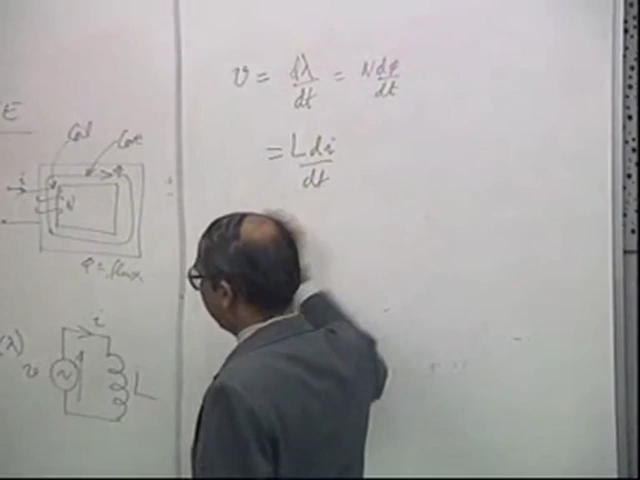 E
Coil
Core
i
N
φ
φ = flux
i
(λ)
v
L
v = dλ/dt = N dφ/dt
= L di/dt